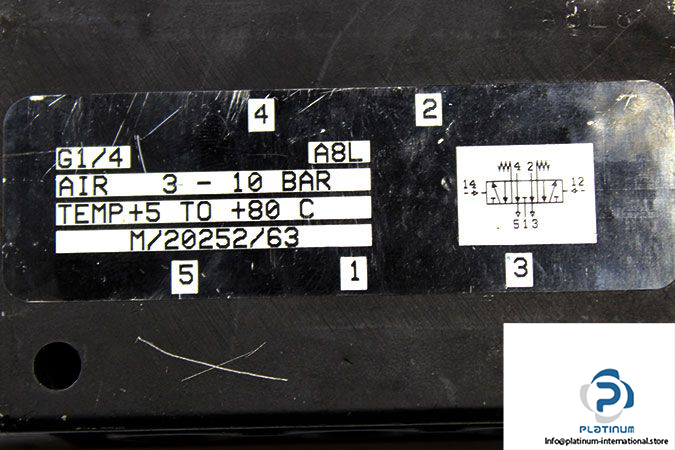 4 2
G1/4 A8L
AIR 3 - 10 BAR
TEMP +5 TO +80 C
M/20252/63
5 1 3
4 2
14 12
5 1 3
PLATINUM
Info@platinum-international.store